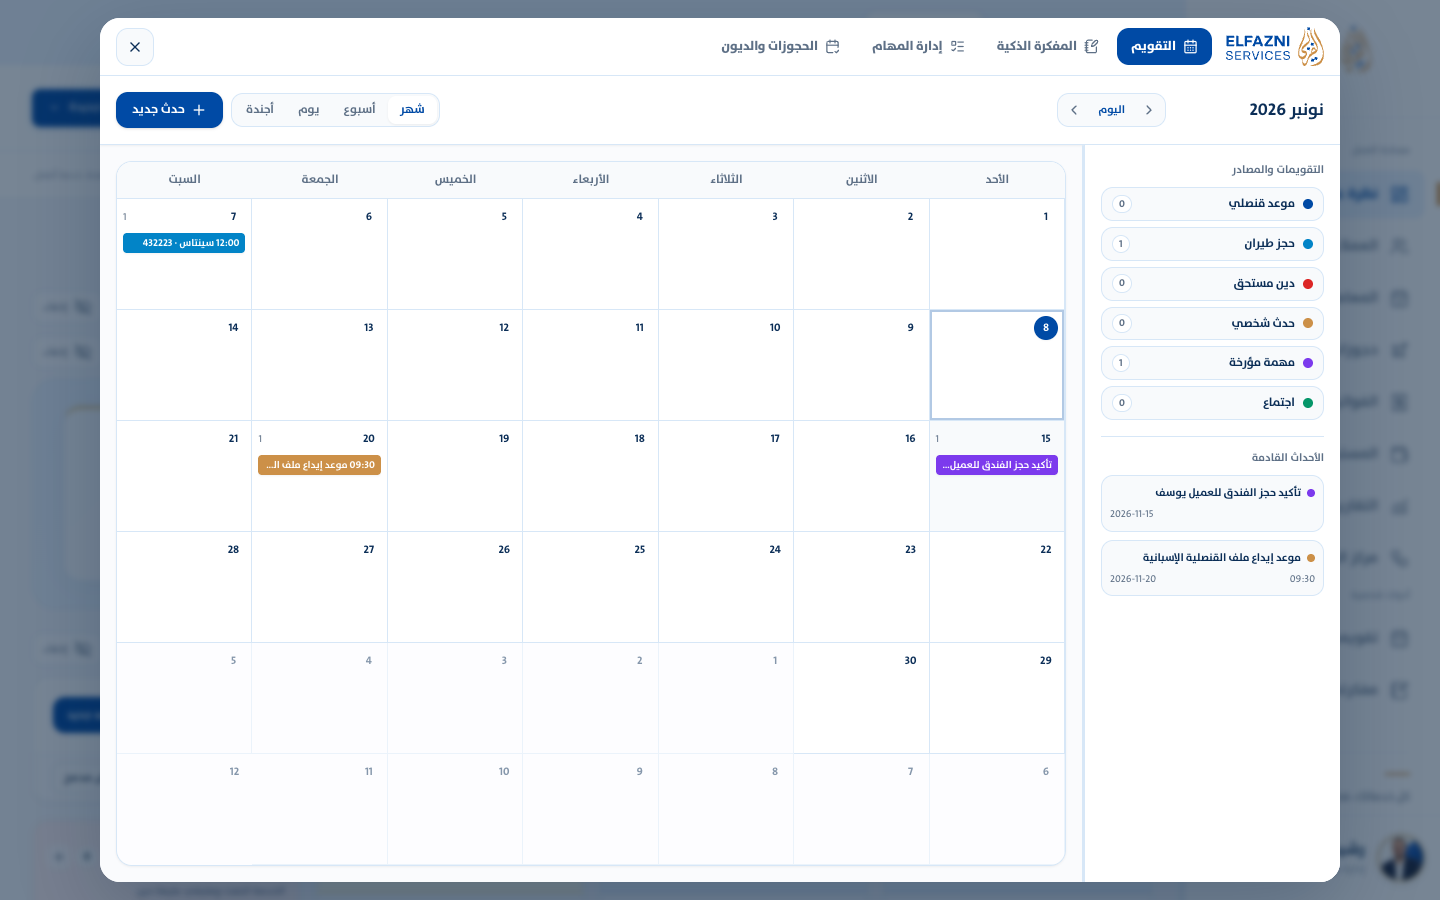 ELFAZNI
SERVICES
التقويم
المفكرة الذكية
إدارة المهام
الحجوزات والديون
نونبر 2026
اليوم
شهر
أسبوع
يوم
أجندة
حدث جديد
التقويمات والمصادر
موعد قنصلي 0
حجز طيران 1
دين مستحق 0
حدث شخصي 0
مهمة مؤرخة 1
اجتماع 0
الأحداث القادمة
تأكيد حجز الفندق للعميل يوسف
2026-11-15
موعد إيداع ملف القنصلية الإسبانية
09:30 2026-11-20
الأحد الاثنين الثلاثاء الأربعاء الخميس الجمعة السبت
1 2 3 4 5 6 7 1
12:00 سينتاس · 432223
8 9 10 11 12 13 14
15 1 16 17 18 19 20 1 21
تأكيد حجز الفندق للعميل...
09:30 موعد إيداع ملف الـ...
22 23 24 25 26 27 28
29 30 1 2 3 4 5
6 7 8 9 10 11 12